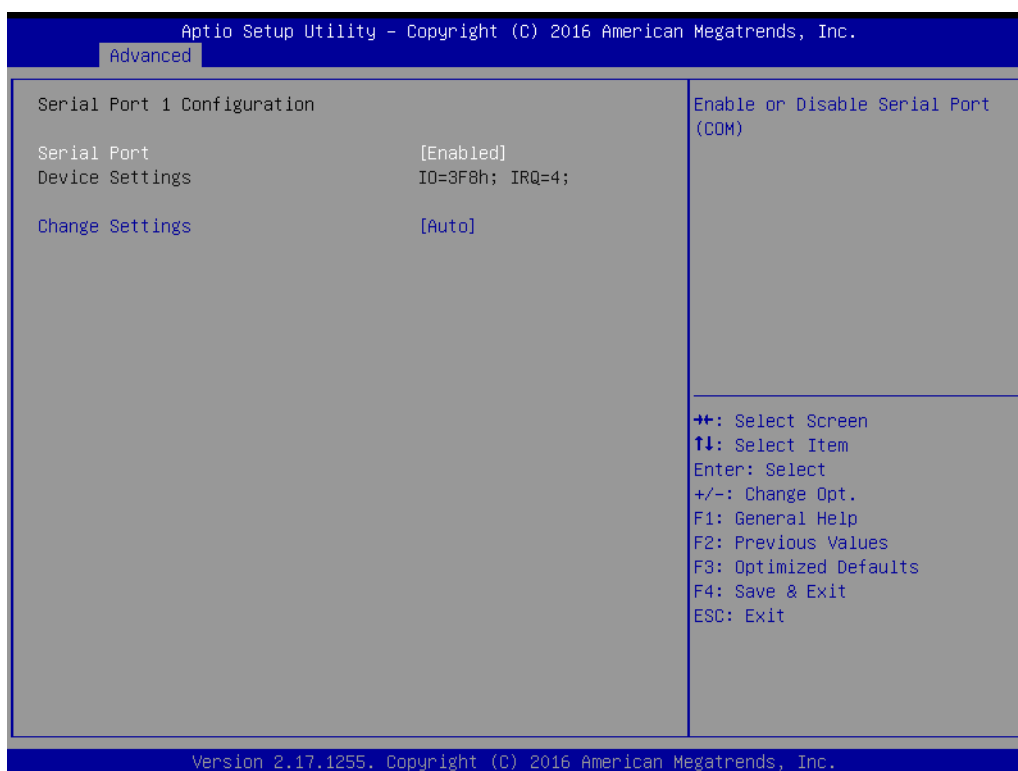 Aptio Setup Utility – Copyright (C) 2016 American Megatrends, Inc.
Advanced
Serial Port 1 Configuration
Serial Port [Enabled]
Device Settings IO=3F8h; IRQ=4;
Change Settings [Auto]
Enable or Disable Serial Port
(COM)
→←: Select Screen
↑↓: Select Item
Enter: Select
+/-: Change Opt.
F1: General Help
F2: Previous Values
F3: Optimized Defaults
F4: Save & Exit
ESC: Exit
Version 2.17.1255. Copyright (C) 2016 American Megatrends, Inc.